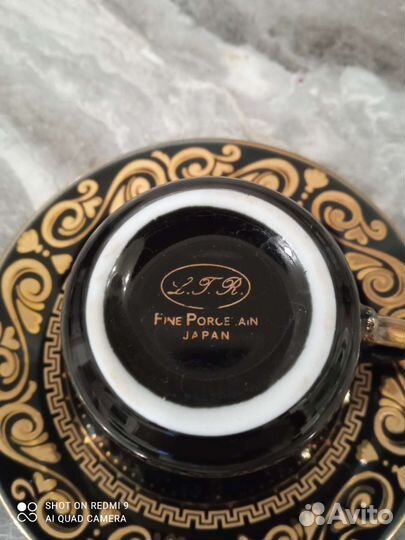 L.T.R.
FINE PORCELAIN
JAPAN
SHOT ON REDMI 9
AI QUAD CAMERA
Avito